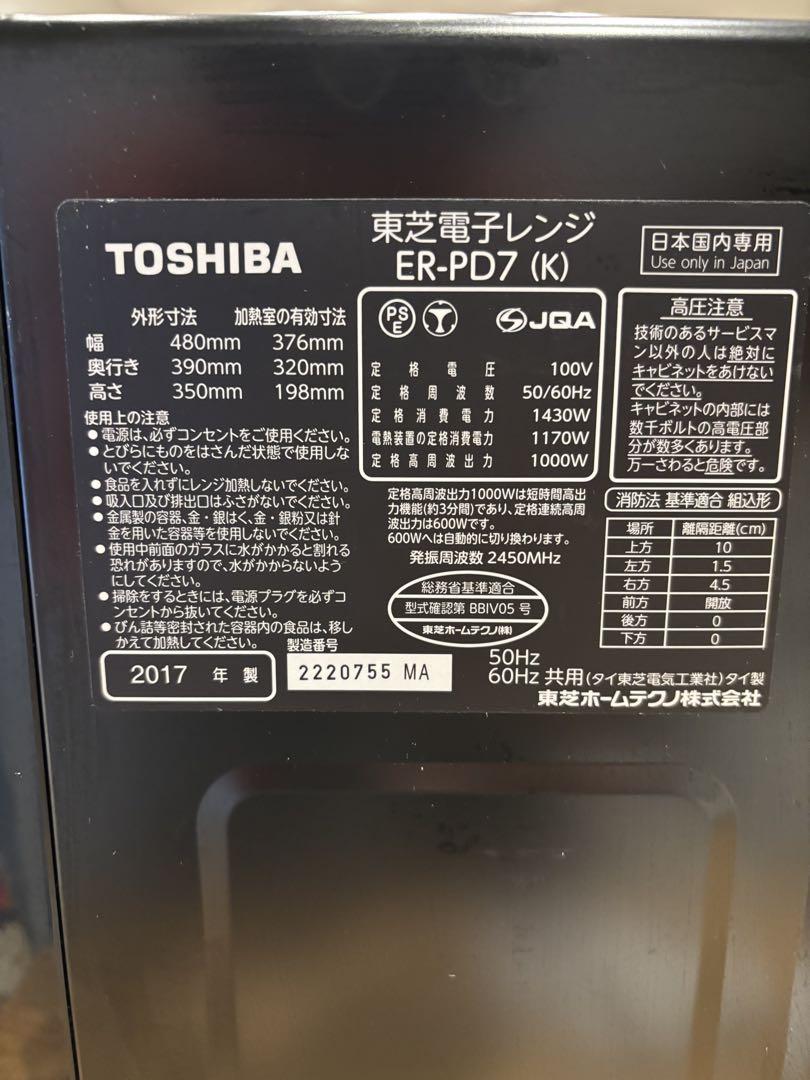 TOSHIBA
東芝電子レンジ
ER-PD7 (K)
日本国内専用
Use only in Japan
外形寸法 加熱室の有効寸法
幅 480mm 376mm
奥行き 390mm 320mm
高さ 350mm 198mm
使用上の注意
●電源は、必ずコンセントをご使用ください。
●とびらにものをはさんだ状態で使用しな
いでください。
●食品を入れずにレンジ加熱しないでください。
●吸入口及び排出口はふさがないでください。
●金属製の容器、金・銀はく、金・銀粉又は針
金を用いた容器等を使用しないでください。
●使用中前面のガラスに水がかかると割れる
恐れがありますので、水がかからないよう
にしてください。
●掃除をするときには、電源プラグを必ずコ
ンセントから抜いてください。
●びん詰等密封された容器内の食品は、移し
かえて加熱してください。
PS
E
JQA
定格電圧 100V
定格周波数 50/60Hz
定格消費電力 1430W
電熱装置の定格消費電力 1170W
定格高周波出力 1000W
定格高周波出力1000Wは短時間高出
力機能(約3分間)であり、定格連続高周
波出力は600Wです。
600Wへは自動的に切り換わります。
発振周波数 2450MHz
総務省基準適合
型式確認第 BBIV05 号
東芝ホームテクノ(株)
高圧注意
技術のあるサービスマ
ン以外の人は絶対に
キャビネットをあけない
でください。
キャビネットの内部には
数千ボルトの高電圧部
分が数多くあります。
万一さわると危険です。
消防法 基準適合 組込形
場所 離隔距離(cm)
上方 10
左方 1.5
右方 4.5
前方 開放
後方 0
下方 0
2017 年 製
製造番号
2220755 MA
50Hz
60Hz 共用 (タイ東芝電気工業社)タイ製
東芝ホームテクノ株式会社